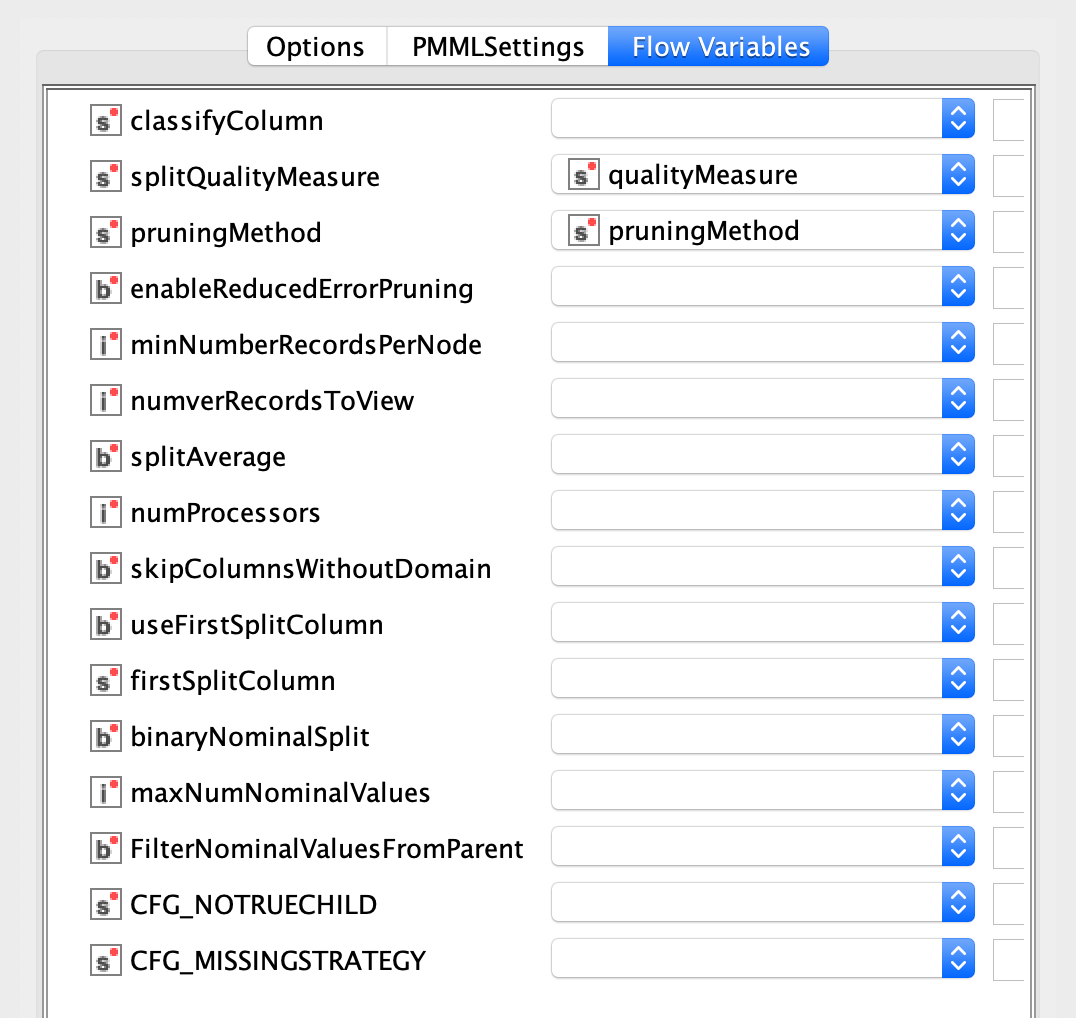 Options PMMLSettings Flow Variables
s classifyColumn
s splitQualityMeasure s qualityMeasure
s pruningMethod s pruningMethod
b enableReducedErrorPruning
i minNumberRecordsPerNode
i numverRecordsToView
b splitAverage
i numProcessors
b skipColumnsWithoutDomain
b useFirstSplitColumn
s firstSplitColumn
b binaryNominalSplit
i maxNumNominalValues
b FilterNominalValuesFromParent
s CFG_NOTRUECHILD
s CFG_MISSINGSTRATEGY